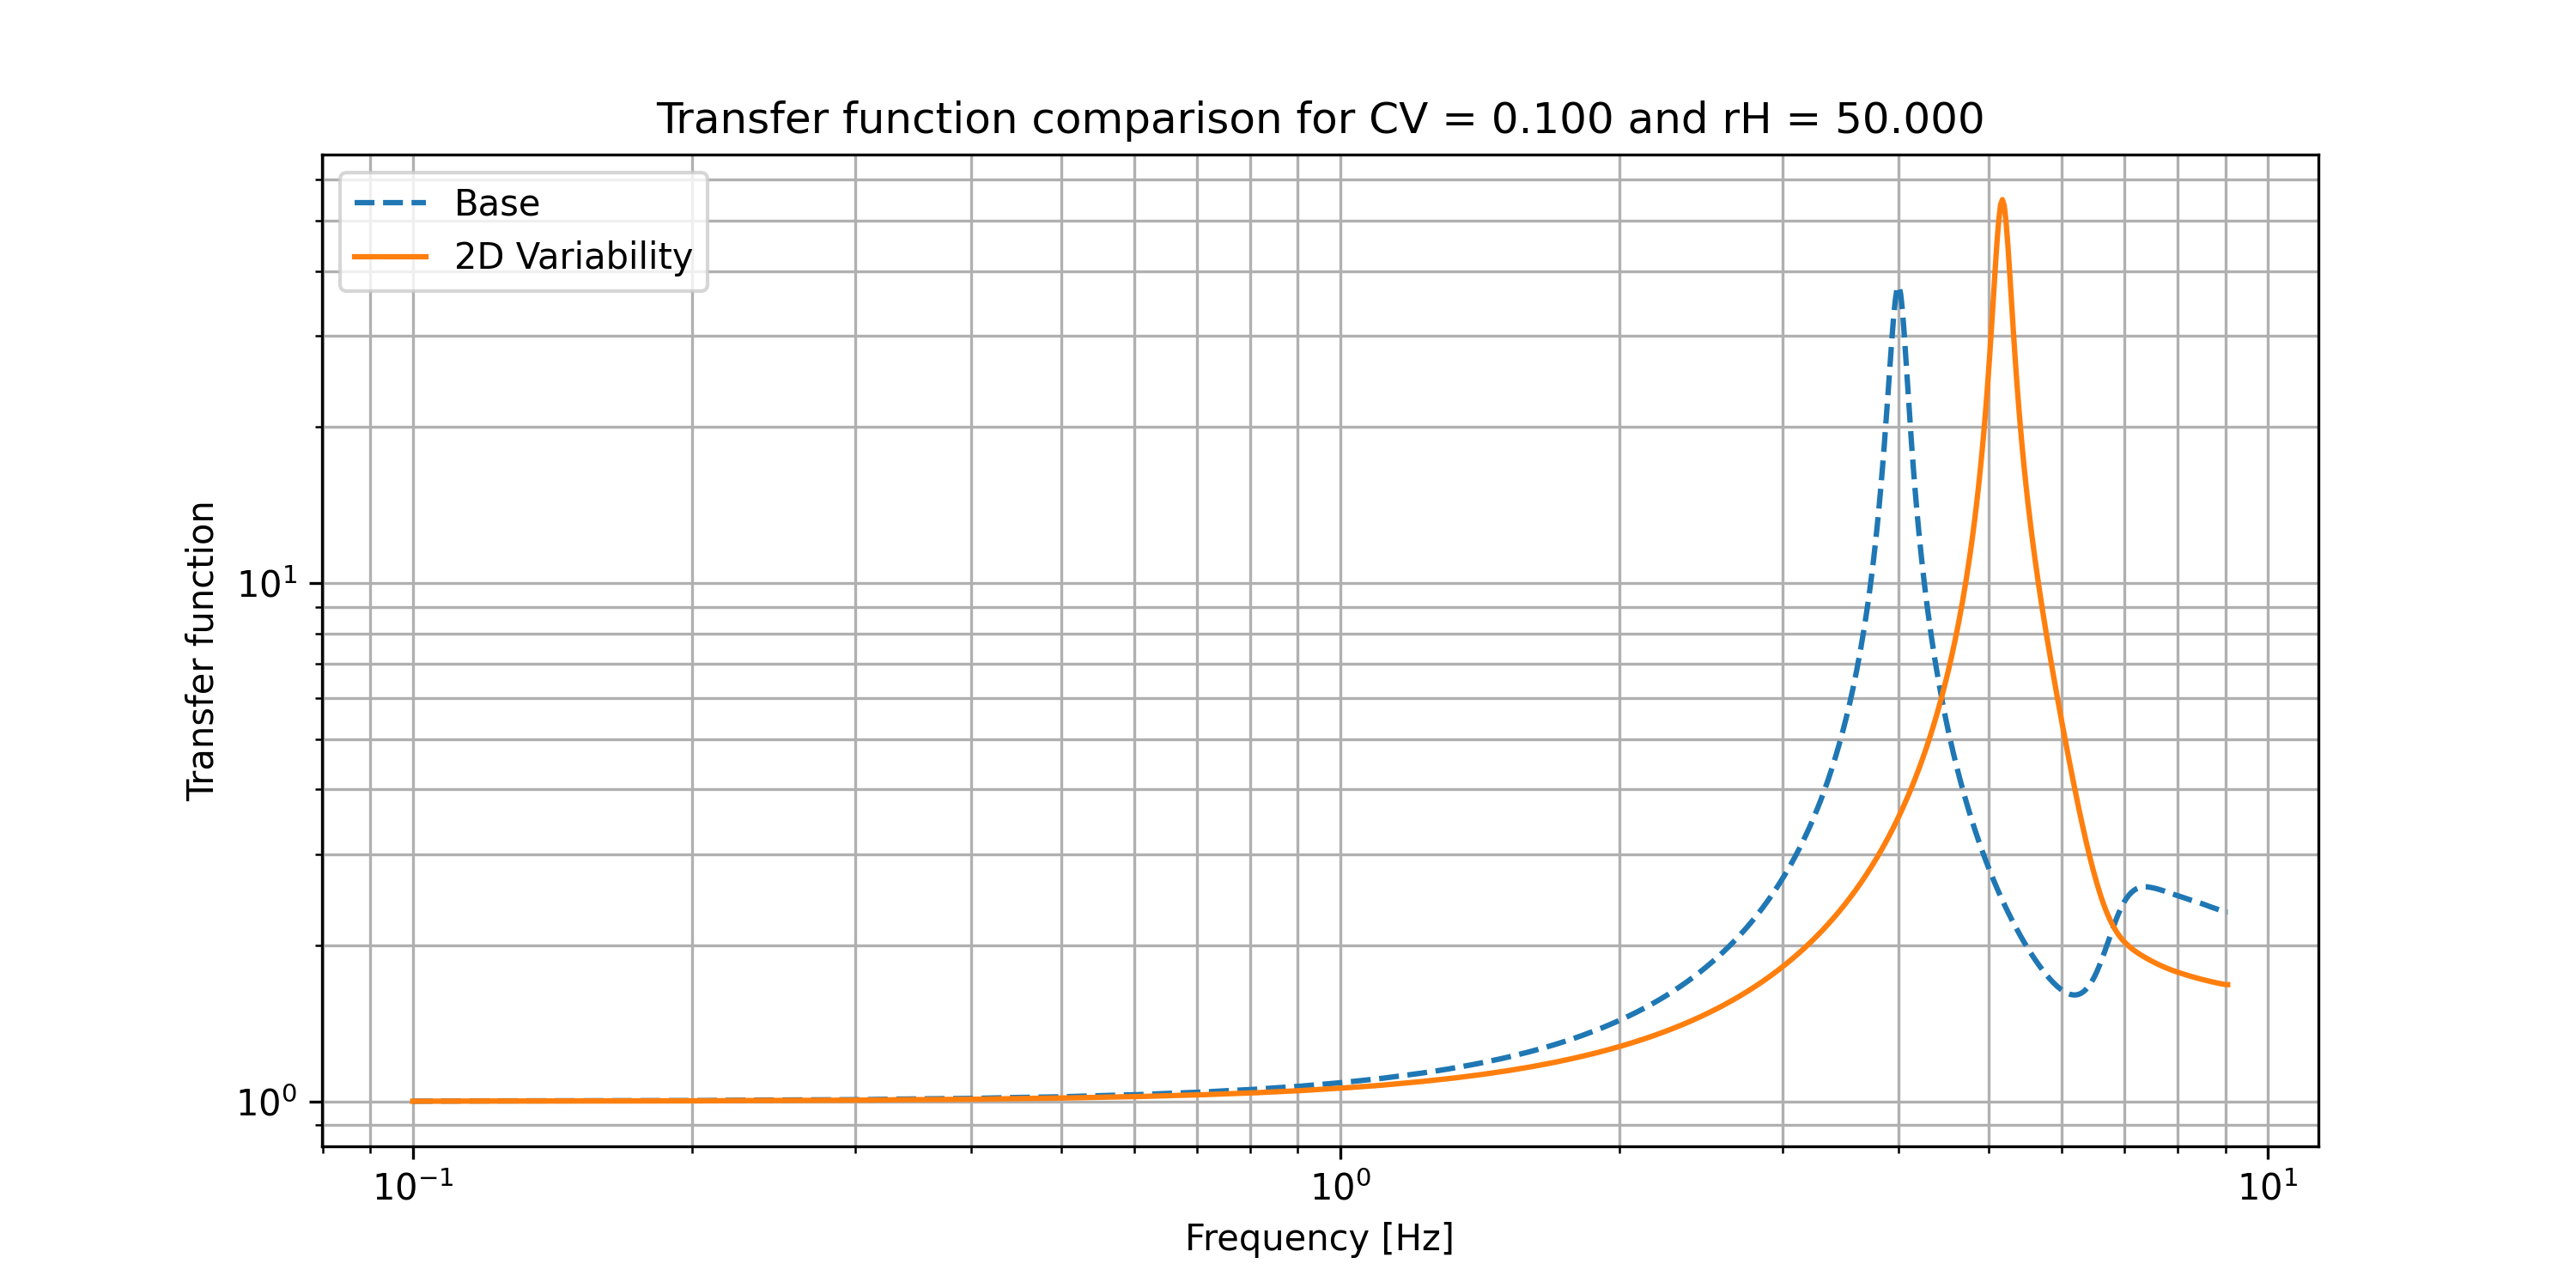 Transfer function comparison for CV = 0.100 and rH = 50.000
Base
2D Variability
Transfer function
10¹
10⁰
10⁻¹
10⁰
10¹
Frequency [Hz]